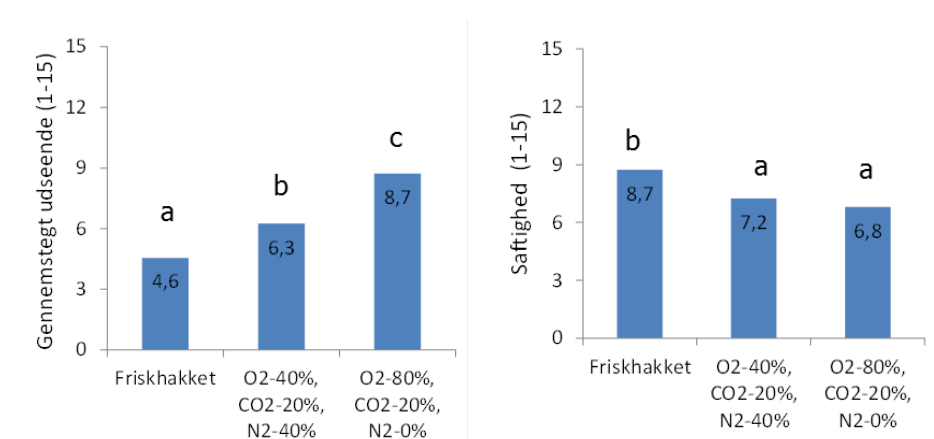 Gennemstegt udseende (1-15)
15
12
9
6
3
0
a
b
c
4,6
6,3
8,7
Friskhakket
O2-40%,
CO2-20%,
N2-40%
O2-80%,
CO2-20%,
N2-0%
Saftighed (1-15)
15
12
9
6
3
0
b
a
a
8,7
7,2
6,8
Friskhakket
O2-40%,
CO2-20%,
N2-40%
O2-80%,
CO2-20%,
N2-0%